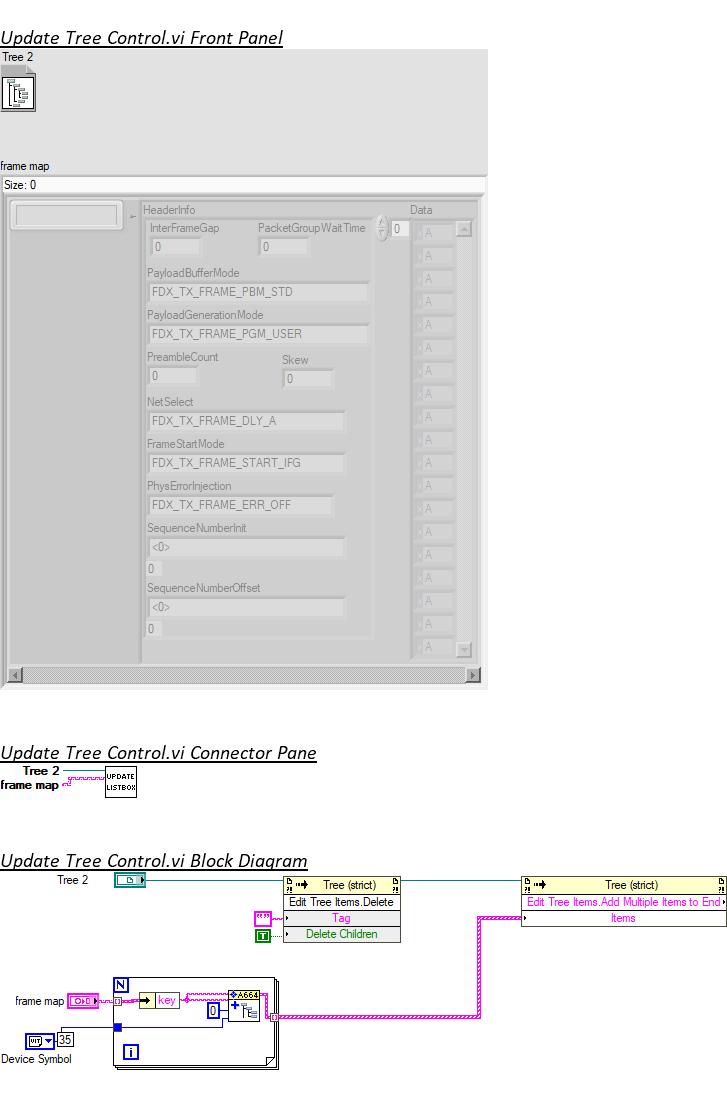 Update Tree Control.vi Front Panel
Tree 2
frame map
Size: 0
HeaderInfo
Data
InterFrameGap PacketGroupWaitTime
0 0 0 A
A
PayloadBufferMode A
FDX_TX_FRAME_PBM_STD A
PayloadGenerationMode A
FDX_TX_FRAME_PGM_USER A
PreambleCount Skew A
0 0 A
NetSelect A
FDX_TX_FRAME_DLY_A A
FrameStartMode A
FDX_TX_FRAME_START_IFG A
PhysErrorInjection A
FDX_TX_FRAME_ERR_OFF A
SequenceNumberInit A
<0> A
0 A
SequenceNumberOffset A
<0> A
0
Update Tree Control.vi Connector Pane
Tree 2
frame map
UPDATE
LISTBOX
Update Tree Control.vi Block Diagram
Tree 2
Tree (strict) Tree (strict)
Edit Tree Items.Delete Edit Tree Items.Add Multiple Items to End
Tag Items
T Delete Children
N
frame map key A664
0
35
i
Device Symbol